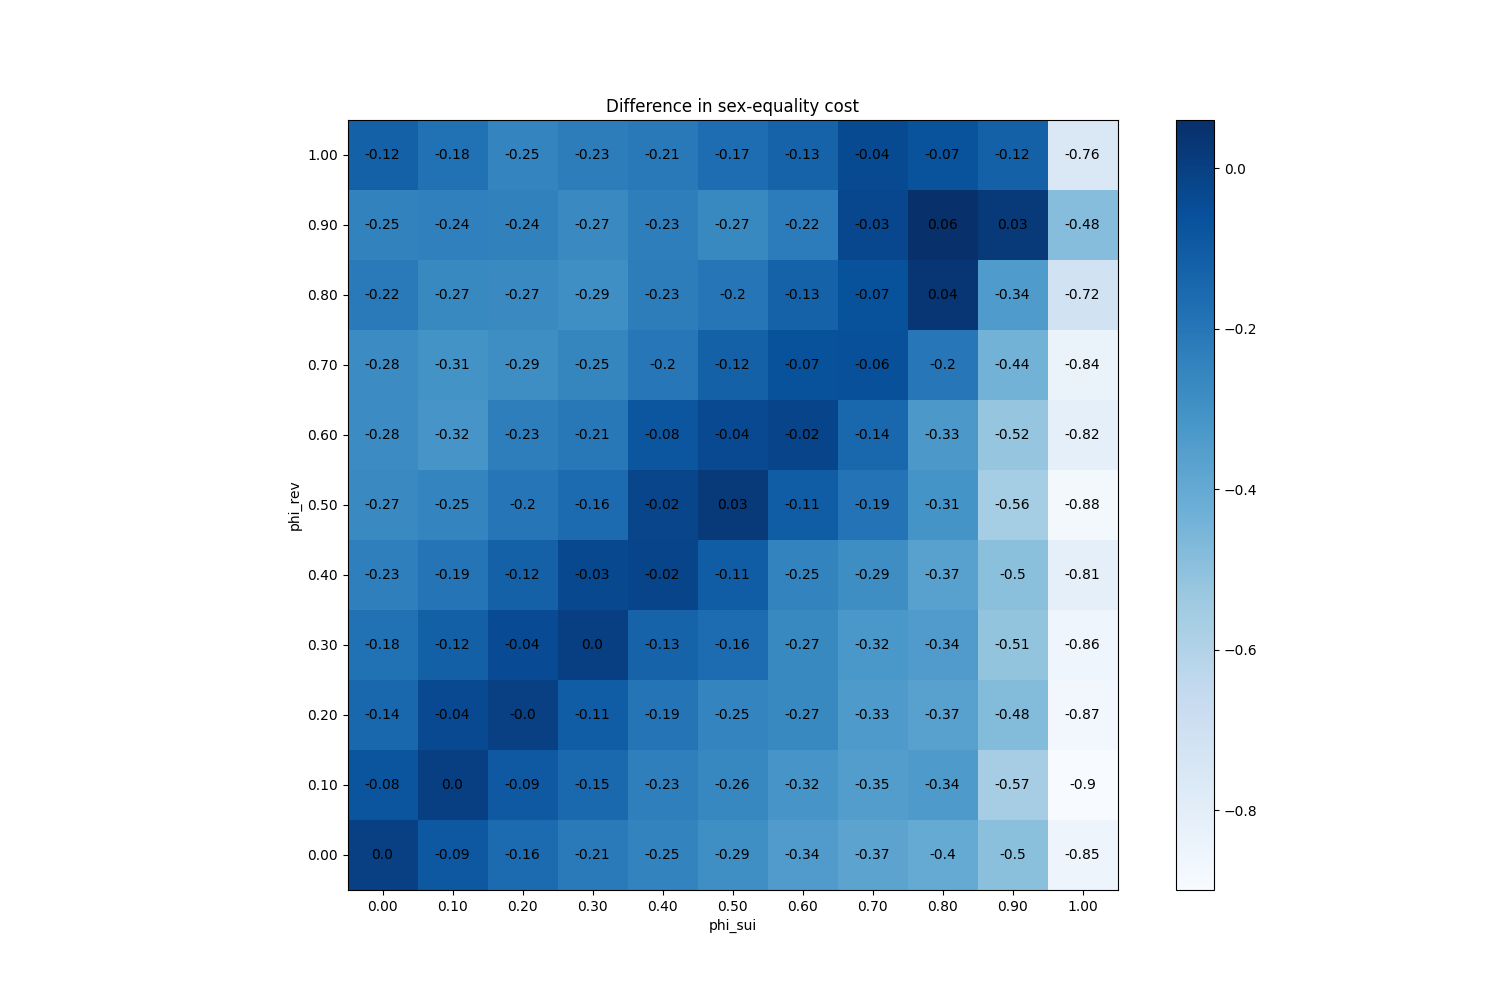 Difference in sex-equality cost
1.00 -0.12 -0.18 -0.25 -0.23 -0.21 -0.17 -0.13 -0.04 -0.07 -0.12 -0.76
0.90 -0.25 -0.24 -0.24 -0.27 -0.23 -0.27 -0.22 -0.03 0.06 0.03 -0.48
0.80 -0.22 -0.27 -0.27 -0.29 -0.23 -0.2 -0.13 -0.07 0.04 -0.34 -0.72
0.70 -0.28 -0.31 -0.29 -0.25 -0.2 -0.12 -0.07 -0.06 -0.2 -0.44 -0.84
0.60 -0.28 -0.32 -0.23 -0.21 -0.08 -0.04 -0.02 -0.14 -0.33 -0.52 -0.82
0.50 -0.27 -0.25 -0.2 -0.16 -0.02 0.03 -0.11 -0.19 -0.31 -0.56 -0.88
0.40 -0.23 -0.19 -0.12 -0.03 -0.02 -0.11 -0.25 -0.29 -0.37 -0.5 -0.81
0.30 -0.18 -0.12 -0.04 0.0 -0.13 -0.16 -0.27 -0.32 -0.34 -0.51 -0.86
0.20 -0.14 -0.04 -0.0 -0.11 -0.19 -0.25 -0.27 -0.33 -0.37 -0.48 -0.87
0.10 -0.08 0.0 -0.09 -0.15 -0.23 -0.26 -0.32 -0.35 -0.34 -0.57 -0.9
0.00 0.0 -0.09 -0.16 -0.21 -0.25 -0.29 -0.34 -0.37 -0.4 -0.5 -0.85
0.00 0.10 0.20 0.30 0.40 0.50 0.60 0.70 0.80 0.90 1.00
phi_sui
phi_rev
0.0
−0.2
−0.4
−0.6
−0.8